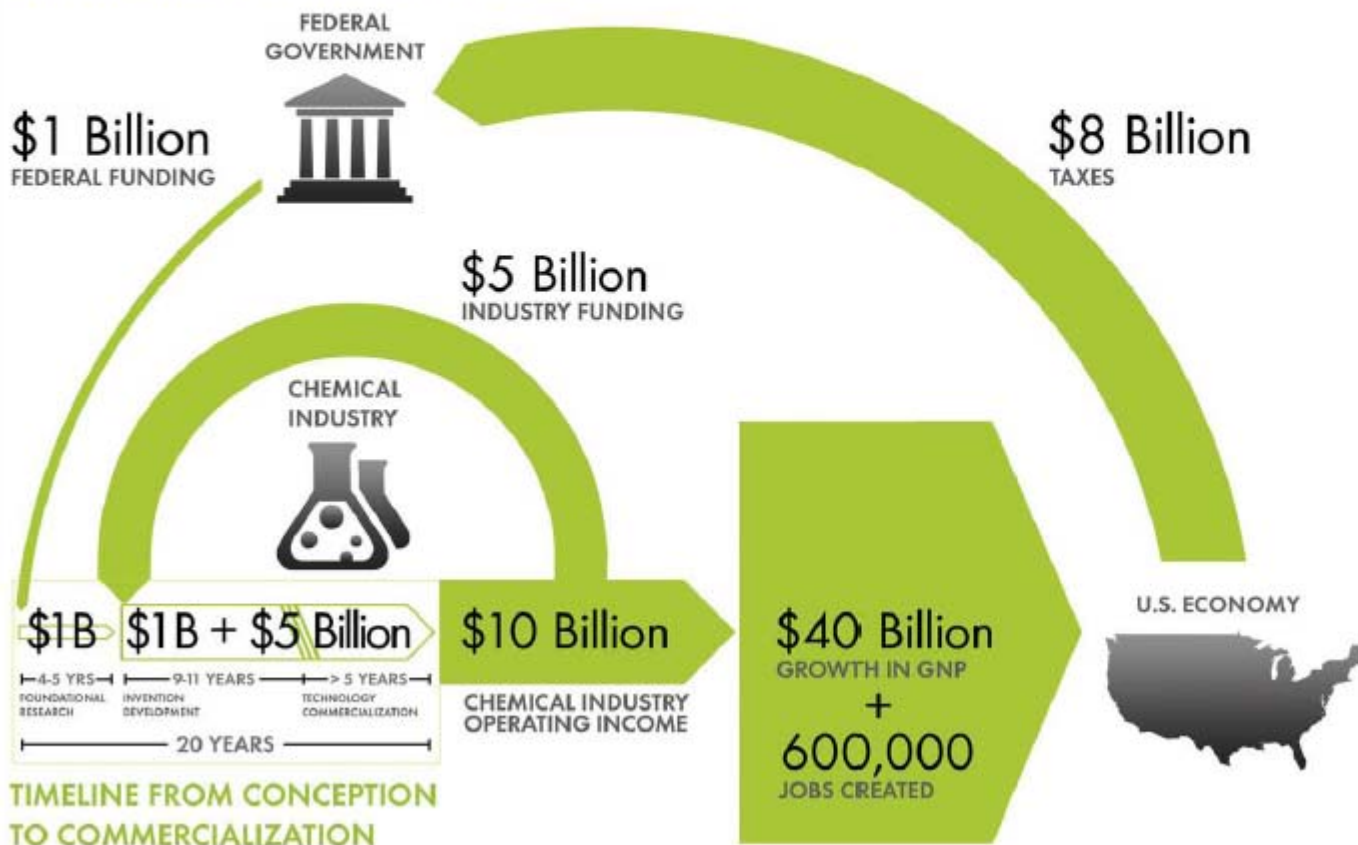 FEDERAL
GOVERNMENT
$1 Billion
FEDERAL FUNDING
$8 Billion
TAXES
$5 Billion
INDUSTRY FUNDING
CHEMICAL
INDUSTRY
$1B
$1B + $5 Billion
4-5 YRS
FOUNDATIONAL
RESEARCH
9-11 YEARS
INVENTION
DEVELOPMENT
> 5 YEARS
TECHNOLOGY
COMMERCIALIZATION
20 YEARS
TIMELINE FROM CONCEPTION
TO COMMERCIALIZATION
$10 Billion
CHEMICAL INDUSTRY
OPERATING INCOME
$40 Billion
GROWTH IN GNP
+
600,000
JOBS CREATED
U.S. ECONOMY